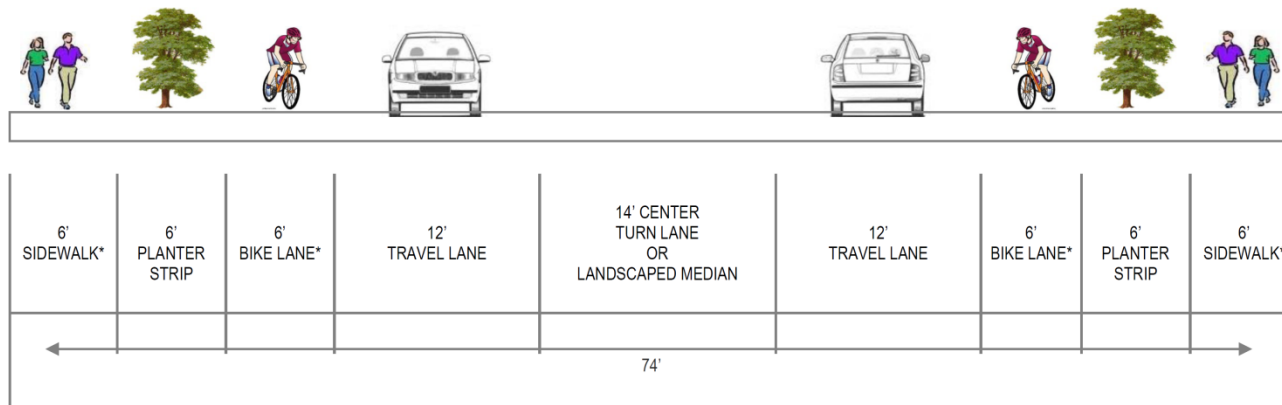 6’
SIDEWALK*
6’
PLANTER
STRIP
6’
BIKE LANE*
12’
TRAVEL LANE
14’ CENTER
TURN LANE
OR
LANDSCAPED MEDIAN
12’
TRAVEL LANE
6’
BIKE LANE*
6’
PLANTER
STRIP
6’
SIDEWALK*
74’